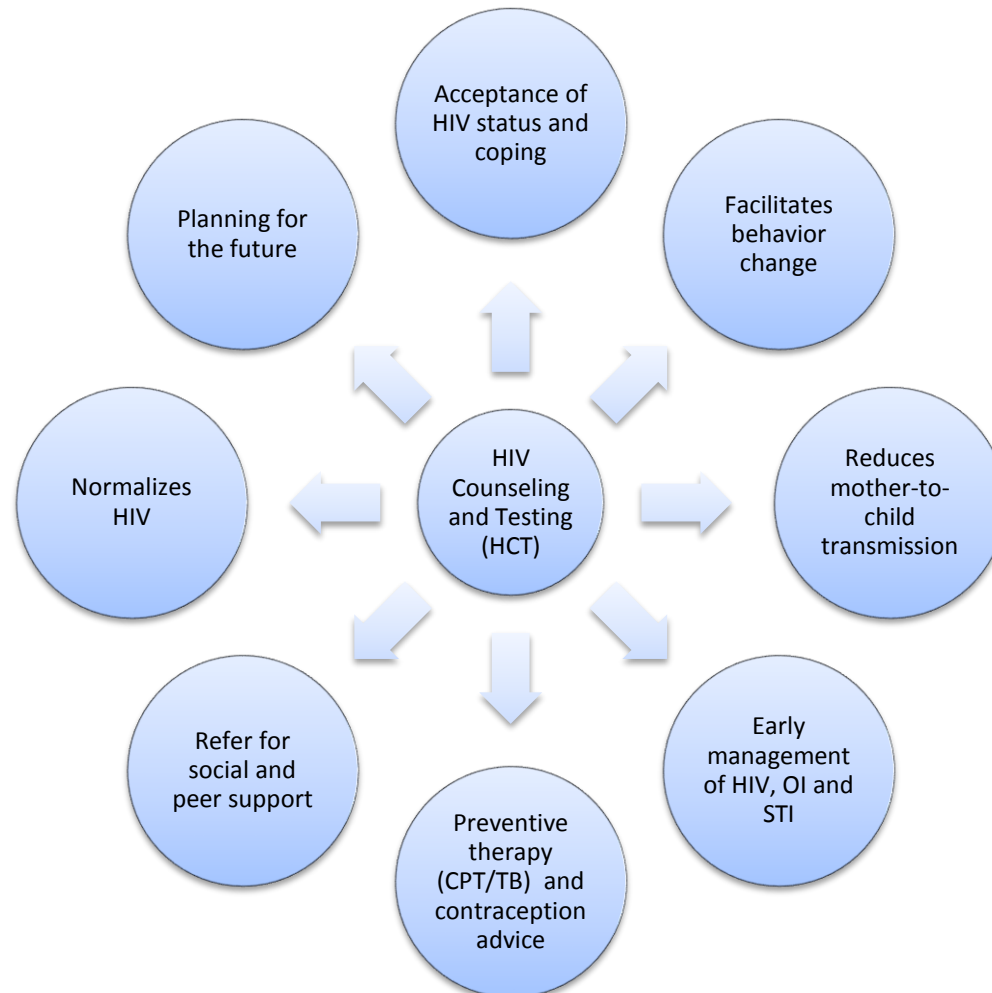 Acceptance of
HIV status and
coping
Facilitates
behavior
change
Reduces
mother-to-
child
transmission
Early
management
of HIV, OI and
STI
Preventive
therapy
(CPT/TB) and
contraception
advice
Refer for
social and
peer support
Normalizes
HIV
Planning for
the future
HIV
Counseling
and Testing
(HCT)